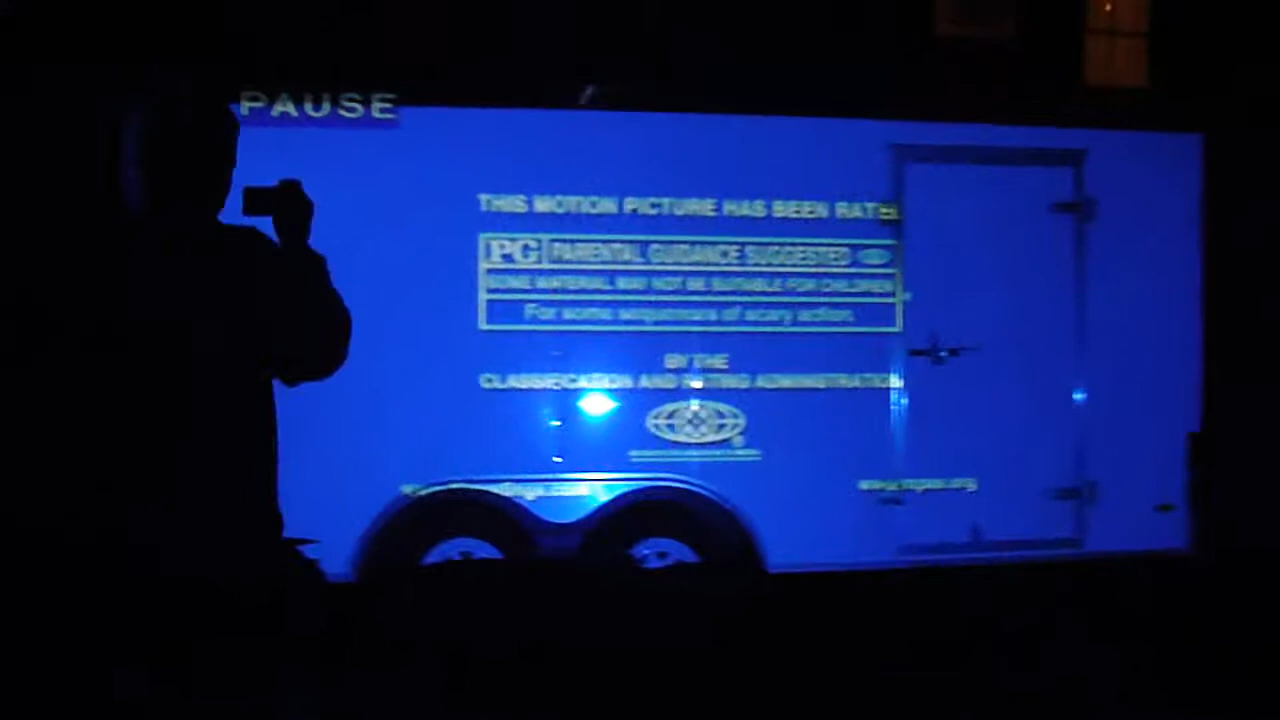 PAUSE
THIS MOTION PICTURE HAS BEEN RATED
PG PARENTAL GUIDANCE SUGGESTED
SOME MATERIAL MAY NOT BE SUITABLE FOR CHILDREN
For some sequences of scary action.
BY THE
CLASSIFICATION AND RATING ADMINISTRATION
www.mpaa.org